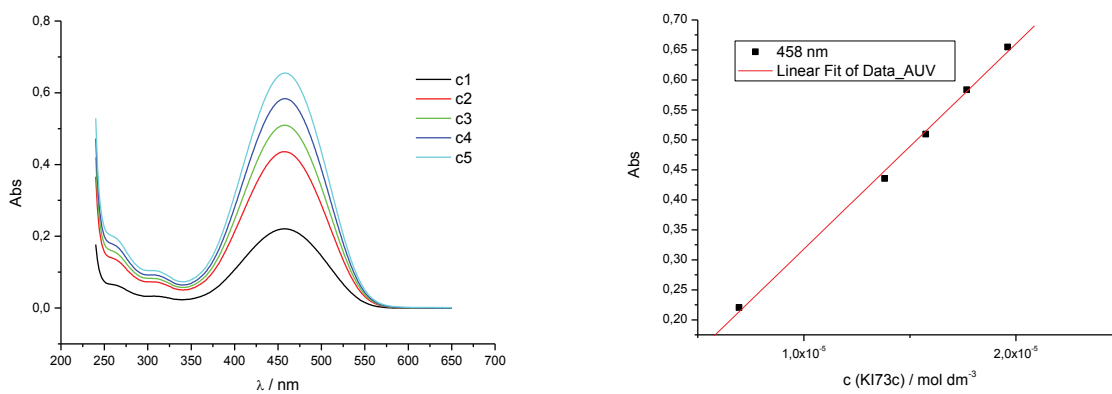 0,8
0,6
0,4
0,2
0,0
Abs
200 250 300 350 400 450 500 550 600 650 700
λ / nm
c1
c2
c3
c4
c5
0,70
0,65
0,60
0,55
0,50
0,45
0,40
0,35
0,30
0,25
0,20
Abs
458 nm
Linear Fit of Data_AUV
1,0x10⁻⁵ 2,0x10⁻⁵
c (KI73c) / mol dm⁻³